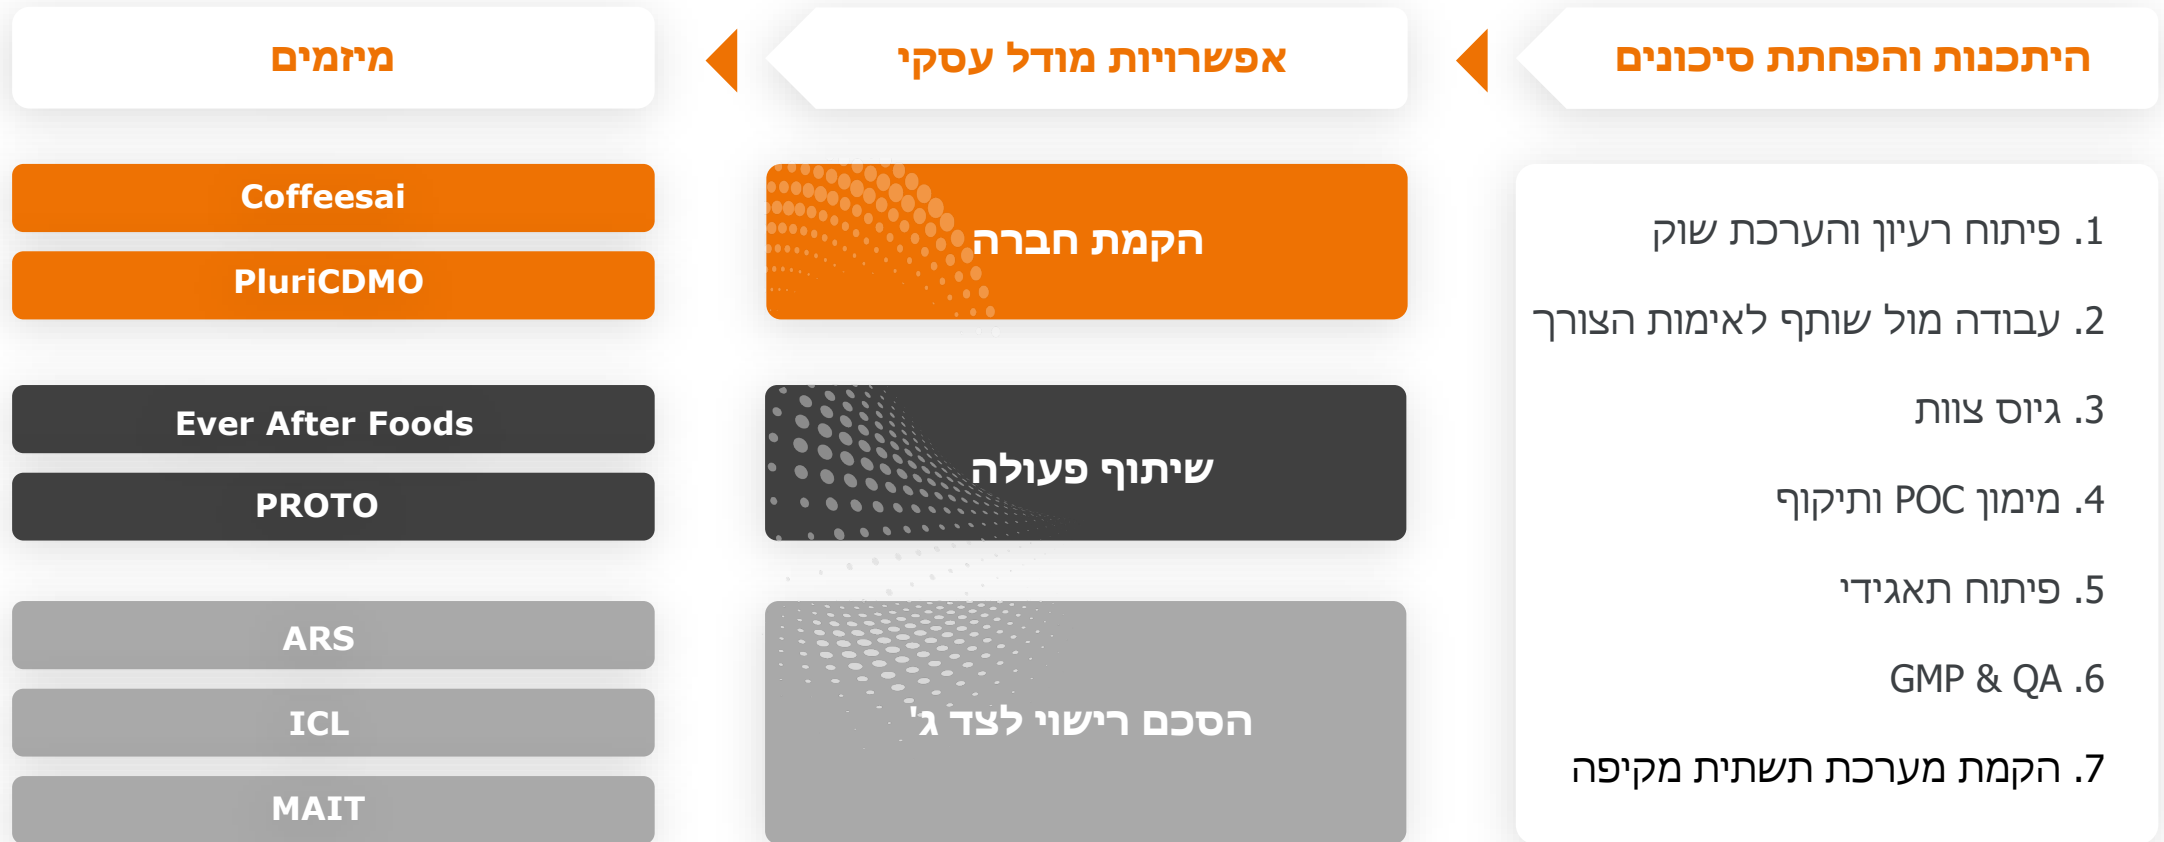 היתכנות והפחתת סיכונים
1. פיתוח רעיון והערכת שוק
2. עבודה מול שותף לאימות הצורך
3. גיוס צוות
4. מימון POC ותיקוף
5. פיתוח תאגידי
6. GMP & QA
7. הקמת מערכת תשתית מקיפה
אפשרויות מודל עסקי
הקמת חברה
שיתוף פעולה
הסכם רישוי לצד ג'
מיזמים
Coffeesai
PluriCDMO
Ever After Foods
PROTO
ARS
ICL
MAIT